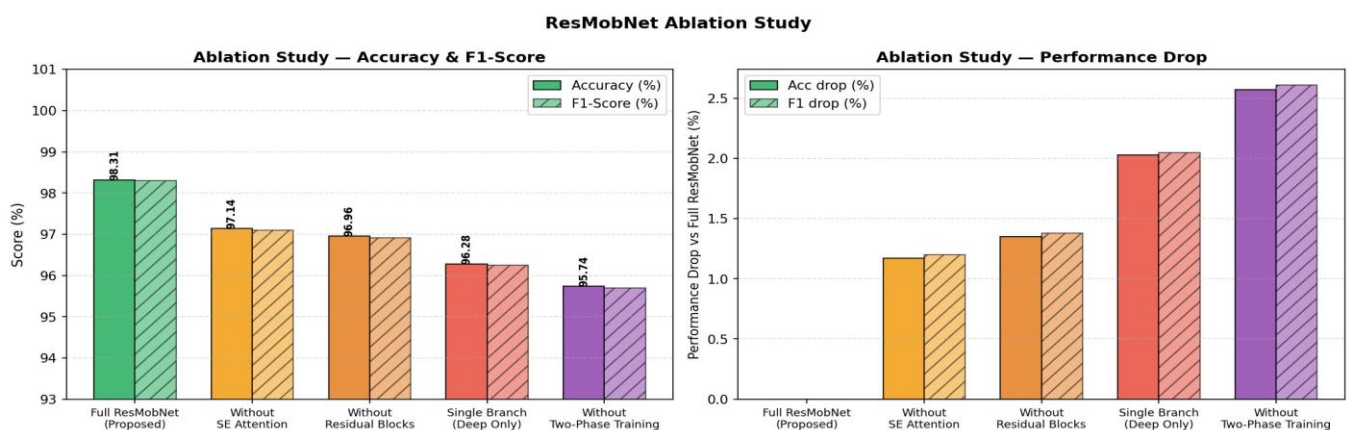 ResMobNet Ablation Study
Ablation Study — Accuracy & F1-Score
Score (%)
101
100
99
98
97
96
95
94
93
Accuracy (%)
F1-Score (%)
98.31
97.14
96.96
96.28
95.74
Full ResMobNet
(Proposed)
Without
SE Attention
Without
Residual Blocks
Single Branch
(Deep Only)
Without
Two-Phase Training
Ablation Study — Performance Drop
Performance Drop vs Full ResMobNet (%)
2.5
2.0
1.5
1.0
0.5
0.0
Acc drop (%)
F1 drop (%)
Full ResMobNet
(Proposed)
Without
SE Attention
Without
Residual Blocks
Single Branch
(Deep Only)
Without
Two-Phase Training